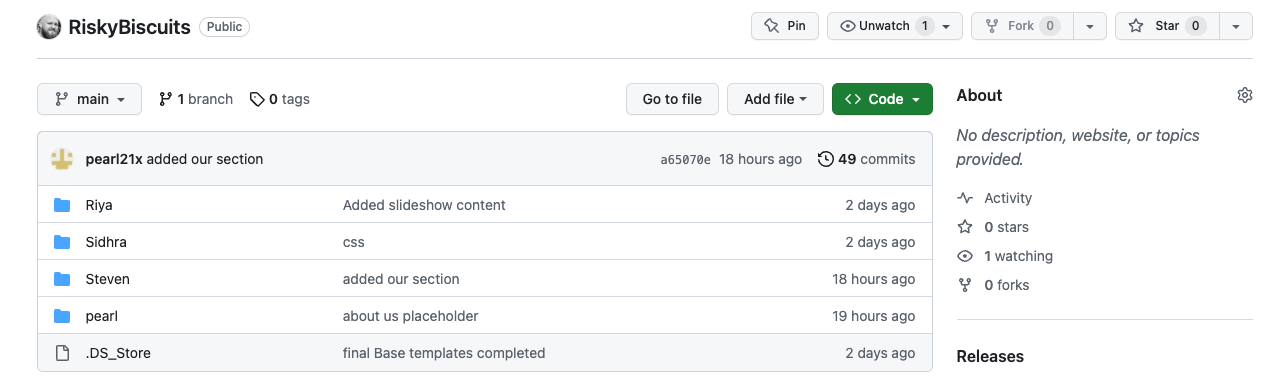 RiskyBiscuits Public Pin Unwatch 1 Fork 0 Star 0
main 1 branch 0 tags Go to file Add file <> Code
About
No description, website, or topics
provided.
pearl21x added our section a65070e 18 hours ago 49 commits
Riya Added slideshow content 2 days ago
Sidhra css 2 days ago
Steven added our section 18 hours ago
pearl about us placeholder 19 hours ago
.DS_Store final Base templates completed 2 days ago
Activity
0 stars
1 watching
0 forks
Releases